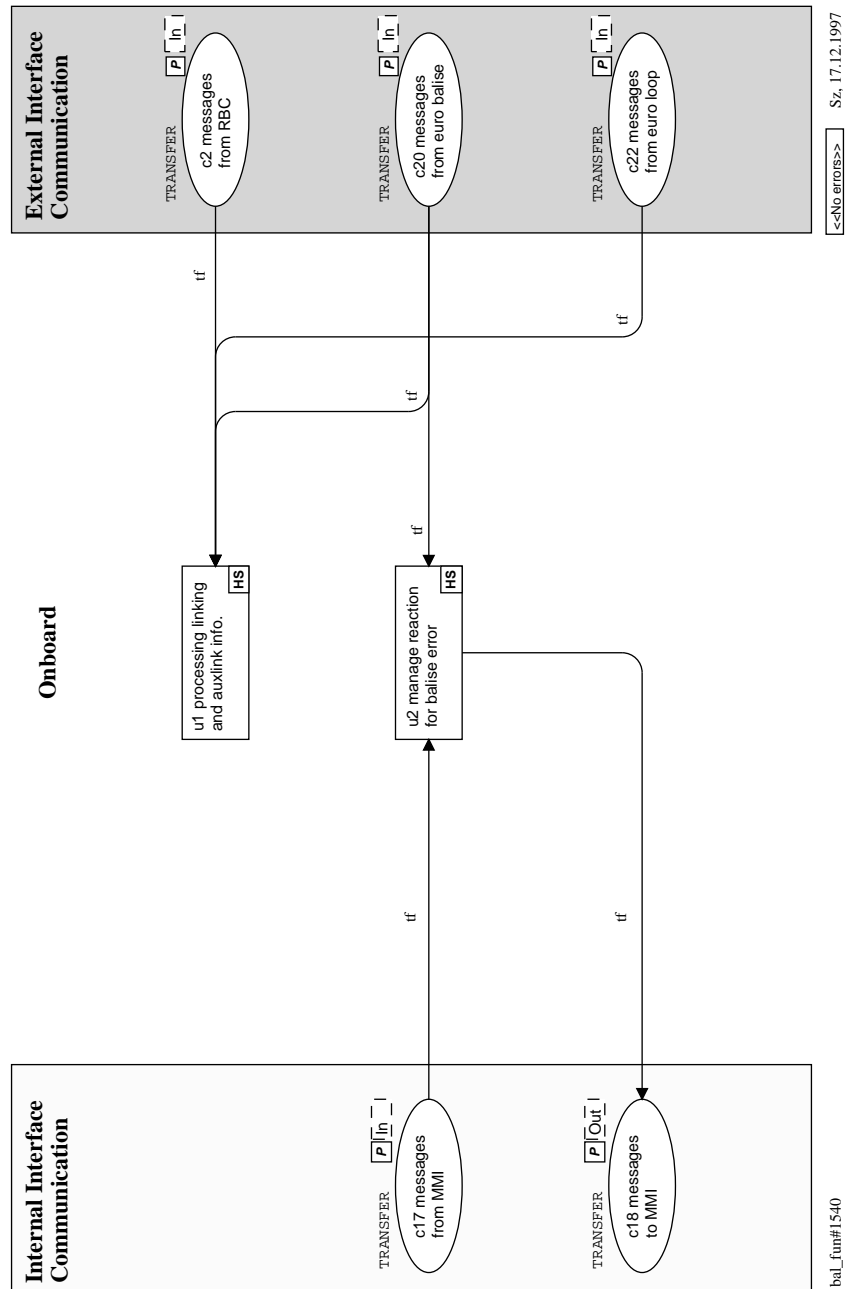 Internal Interface
Communication
Onboard
External Interface
Communication
TRANSFER
P
In
c2 messages
from RBC
tf
u1 processing linking
and auxlink info.
HS
TRANSFER
P
In
c17 messages
from MMI
tf
u2 manage reaction
for balise error
HS
tf
tf
TRANSFER
P
In
c20 messages
from euro balise
TRANSFER
P
Out
c18 messages
to MMI
tf
tf
TRANSFER
P
In
c22 messages
from euro loop
bal_fun#1540
<<No errors>>
Sz, 17.12.1997